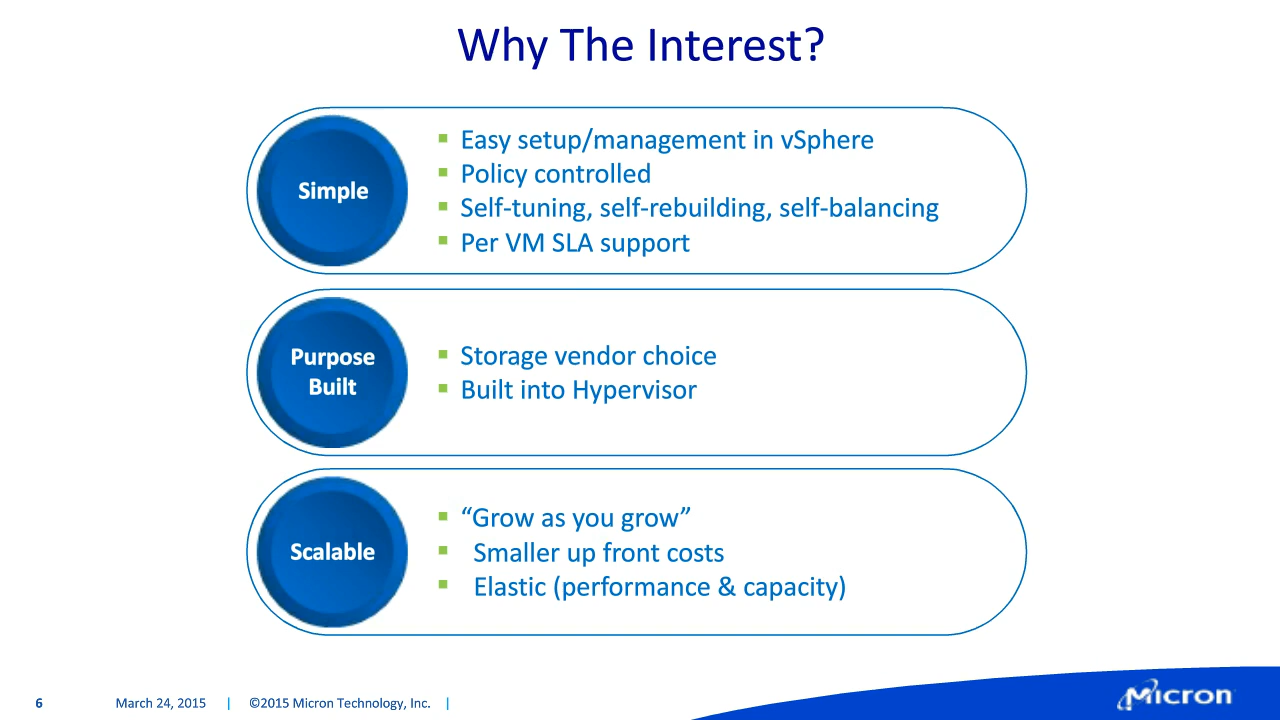 Why The Interest?
Simple
▪ Easy setup/management in vSphere
▪ Policy controlled
▪ Self-tuning, self-rebuilding, self-balancing
▪ Per VM SLA support
Purpose
Built
▪ Storage vendor choice
▪ Built into Hypervisor
Scalable
▪ “Grow as you grow”
▪ Smaller up front costs
▪ Elastic (performance & capacity)
6 March 24, 2015 | ©2015 Micron Technology, Inc. |
Micron